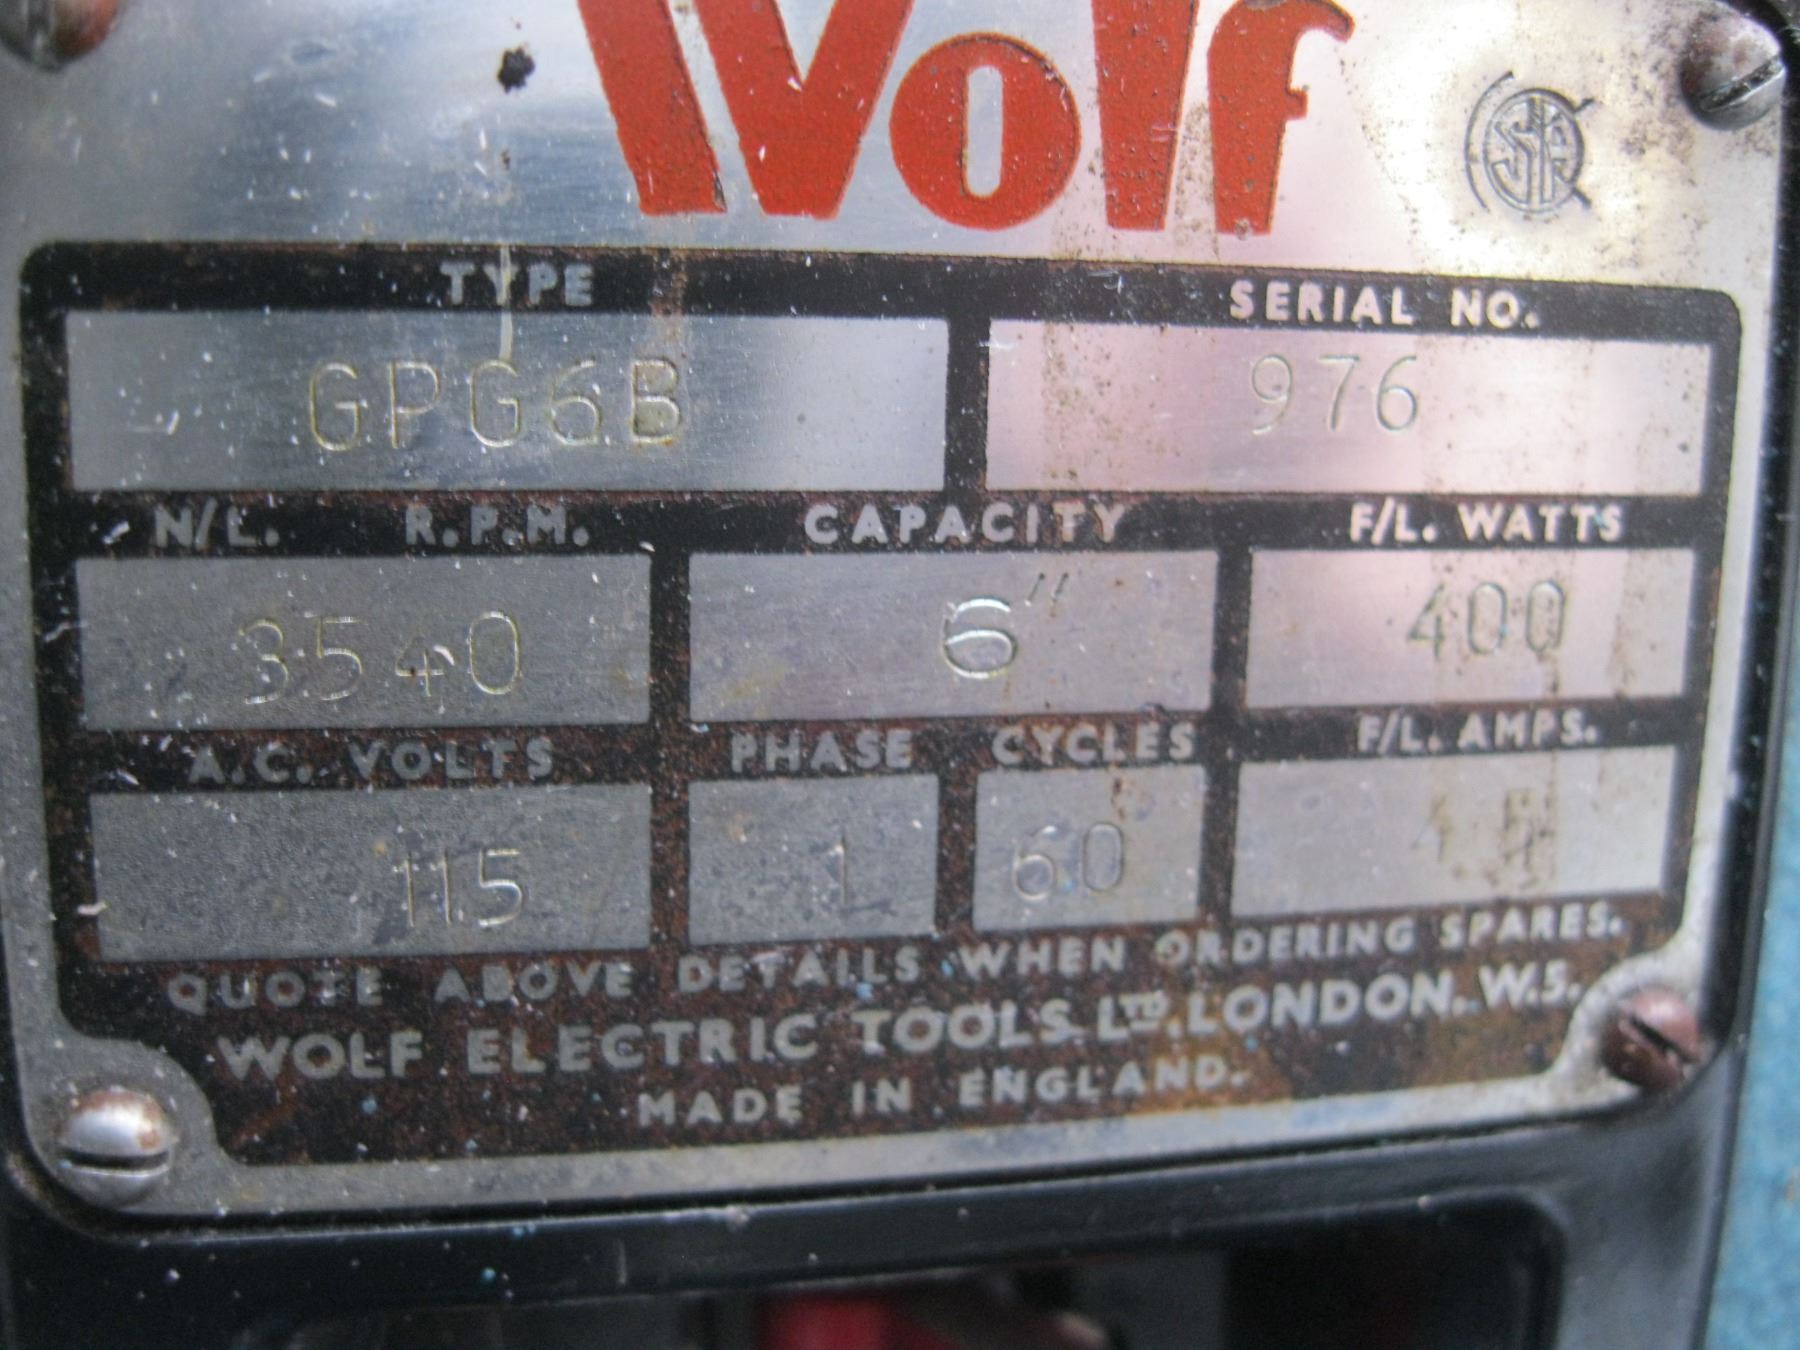 Wolf
TYPE SERIAL NO.
GPG6B 976
N/L. R.P.M. CAPACITY F/L. WATTS
3540 6" 400
A.C. VOLTS PHASE CYCLES F/L. AMPS.
115 1 60
QUOTE ABOVE DETAILS WHEN ORDERING SPARES.
WOLF ELECTRIC TOOLS LTD. LONDON. W.5.
MADE IN ENGLAND.